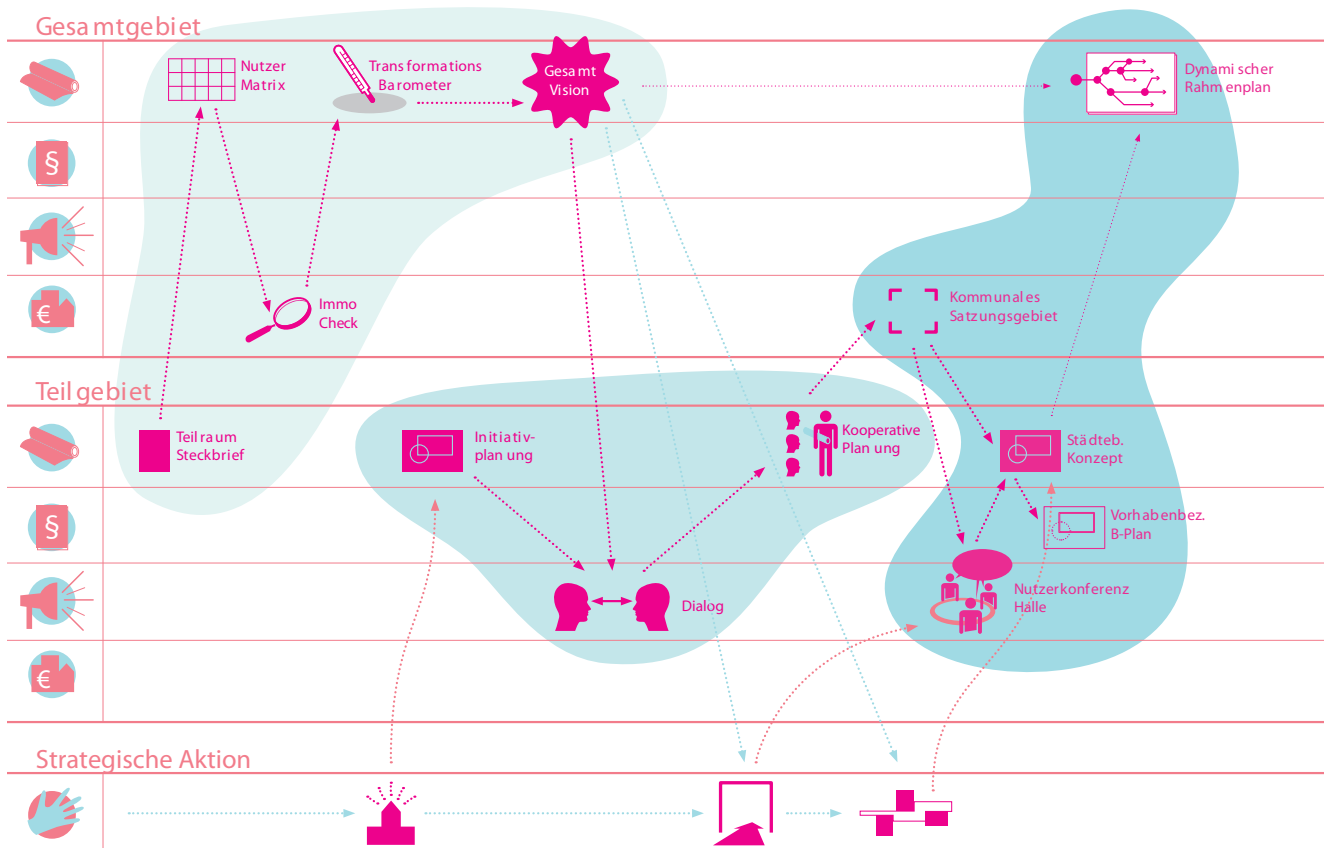 Gesamtgebiet
Nutzer
Matrix
Transformations
Barometer
Gesamt
Vision
Dynamischer
Rahmenplan
§
€
Immo
Check
Kommunales
Satzungsgebiet
Teilgebiet
Teilraum
Steckbrief
Initiativ-
planung
Kooperative
Planung
Städteb.
Konzept
§
Vorhabenbez.
B-Plan
Dialog
Nutzerkonferenz
Halle
€
Strategische Aktion